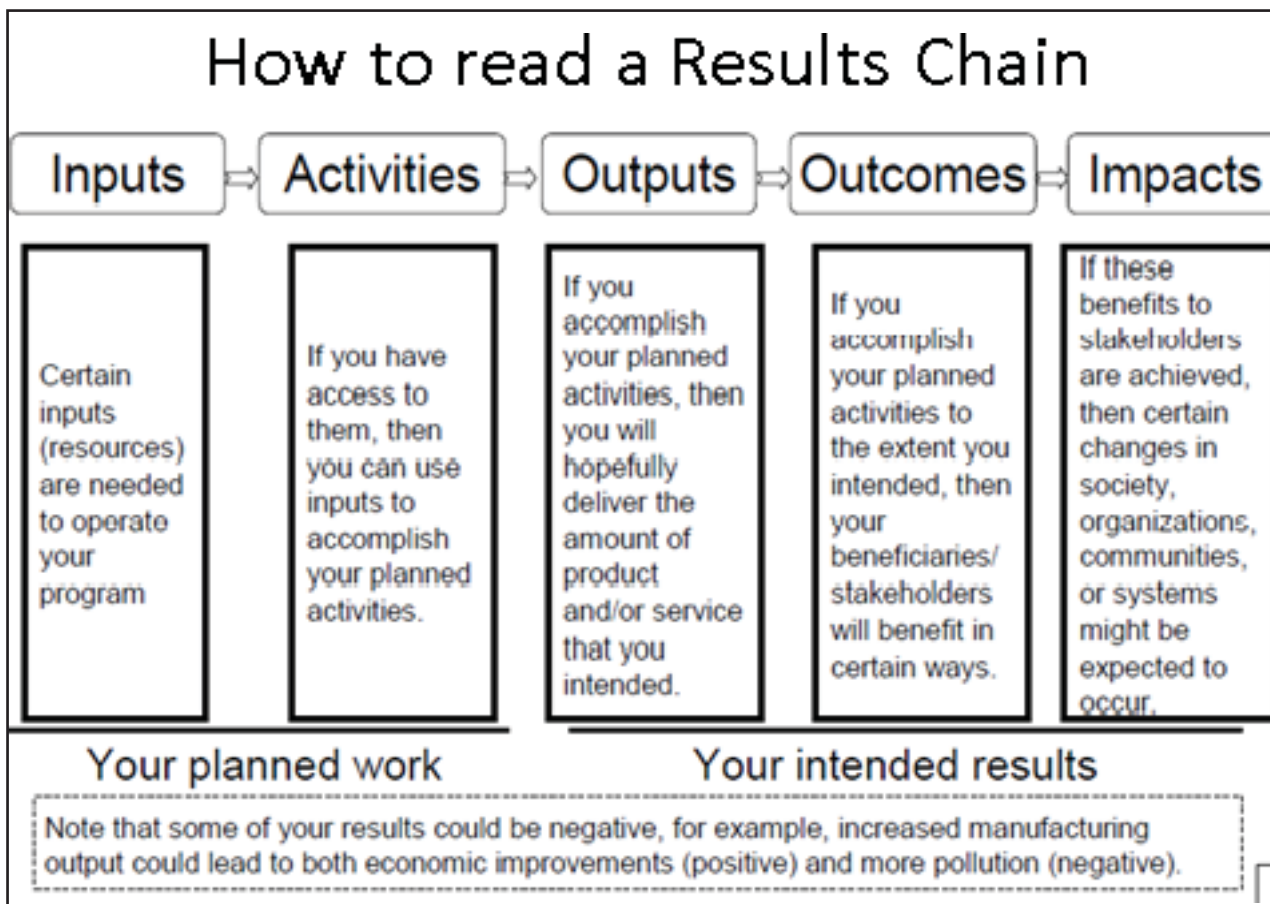 How to read a Results Chain
Inputs
Activities
Outputs
Outcomes
Impacts
Certain
inputs
(resources)
are needed
to operate
your
program
If you have
access to
them, then
you can use
inputs to
accomplish
your planned
activities.
If you
accomplish
your planned
activities, then
you will
hopefully
deliver the
amount of
product
and/or service
that you
intended.
If you
accomplish
your planned
activities to
the extent you
intended, then
your
beneficiaries/
stakeholders
will benefit in
certain ways.
If these
benefits to
stakeholders
are achieved,
then certain
changes in
society,
organizations,
communities,
or systems
might be
expected to
occur.
Your planned work
Your intended results
Note that some of your results could be negative, for example, increased manufacturing
output could lead to both economic improvements (positive) and more pollution (negative).